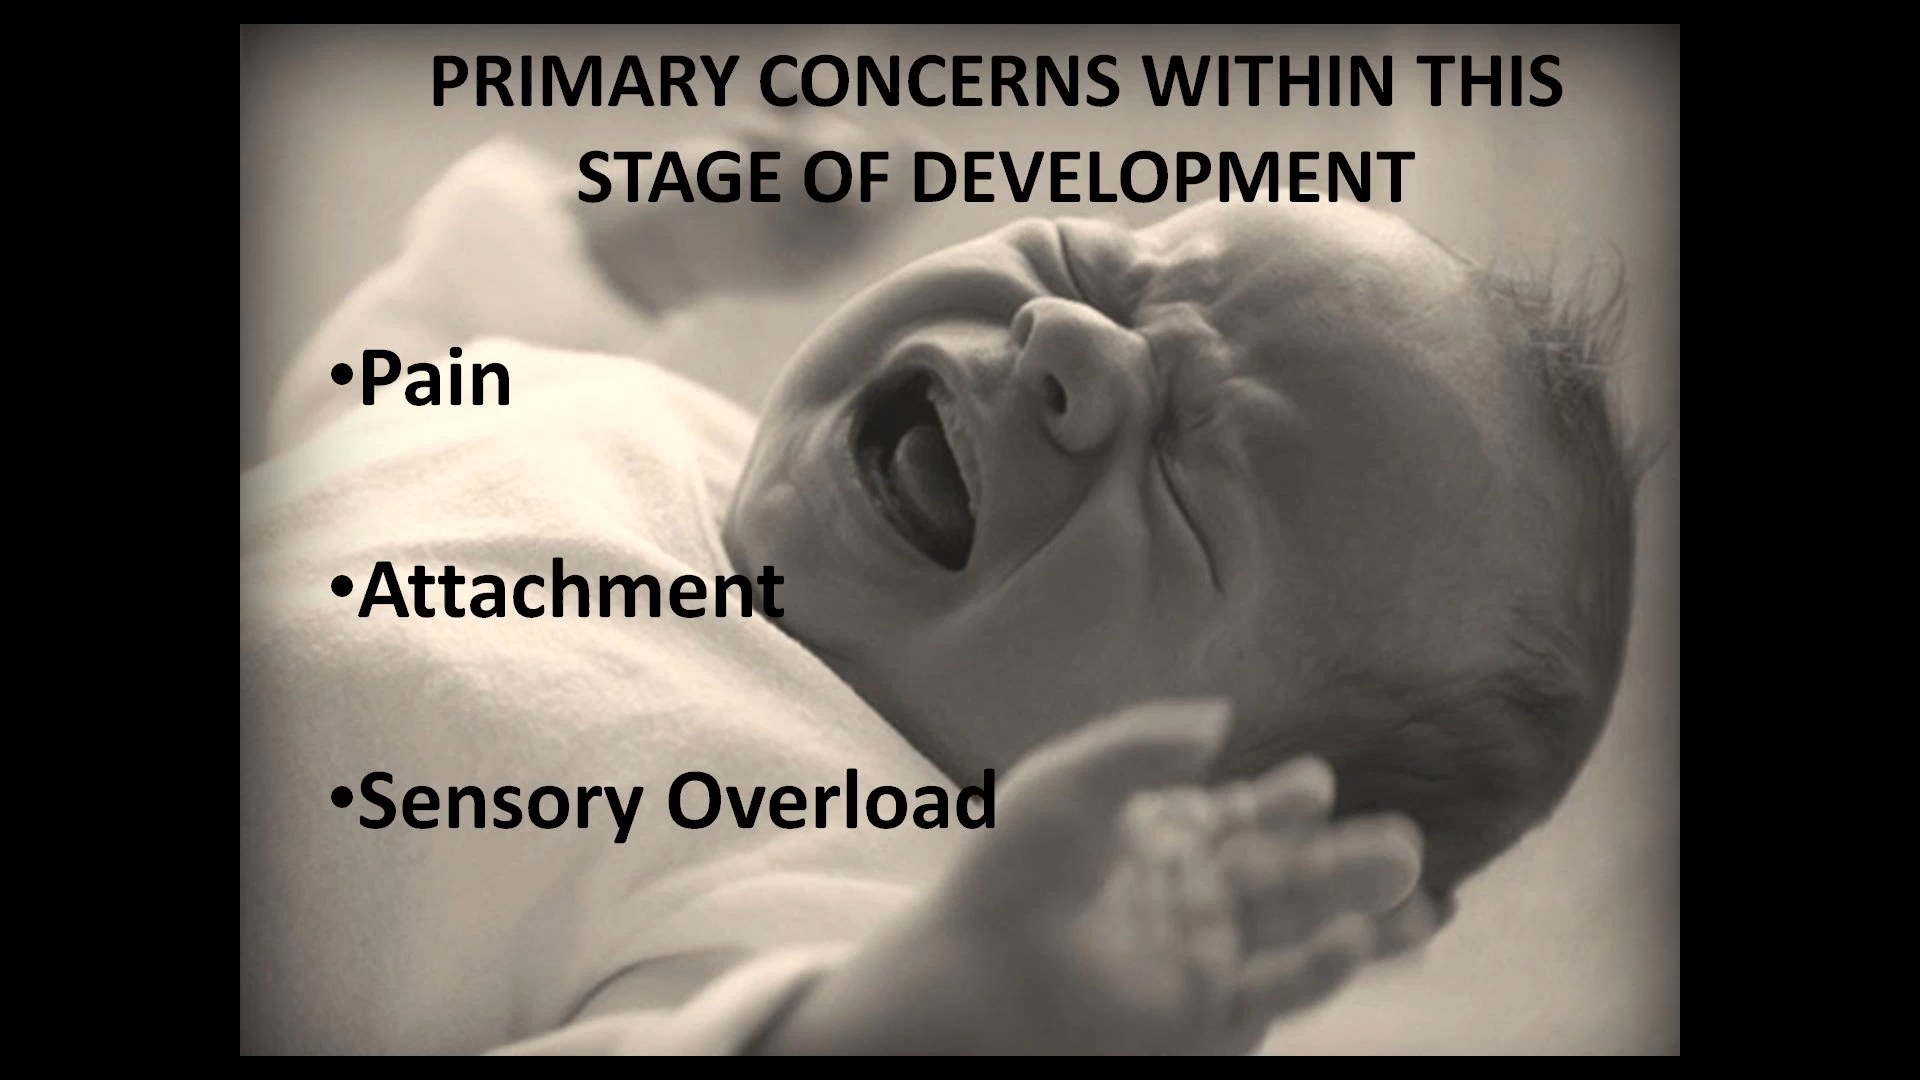 PRIMARY CONCERNS WITHIN THIS
STAGE OF DEVELOPMENT
•Pain
•Attachment
•Sensory Overload